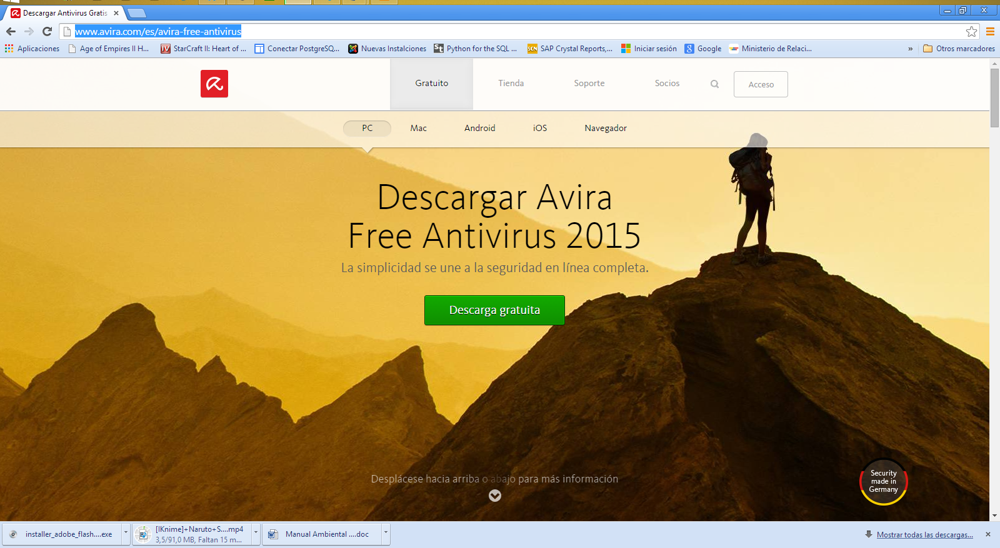 Descargar Antivirus Gratis
www.avira.com/es/avira-free-antivirus
Aplicaciones
Age of Empires II H...
StarCraft II: Heart of ...
Conectar PostgreSQ...
Nuevas Instalciones
Python for the SQL ...
SAP Crystal Reports,...
Iniciar sesión
Google
Ministerio de Relaci...
»
Otros marcadores
Gratuito
Tienda
Soporte
Socios
Acceso
PC
Mac
Android
iOS
Navegador
Descargar Avira
Free Antivirus 2015
La simplicidad se une a la seguridad en línea completa.
Descarga gratuita
Desplácese hacia arriba o abajo para más información
Security
made in
Germany
installer_adobe_flash....exe
[IKnime]+Naruto+S....mp4
3,5/91,0 MB, Faltan 15 m...
Manual Ambiental ....doc
Mostrar todas las descargas...